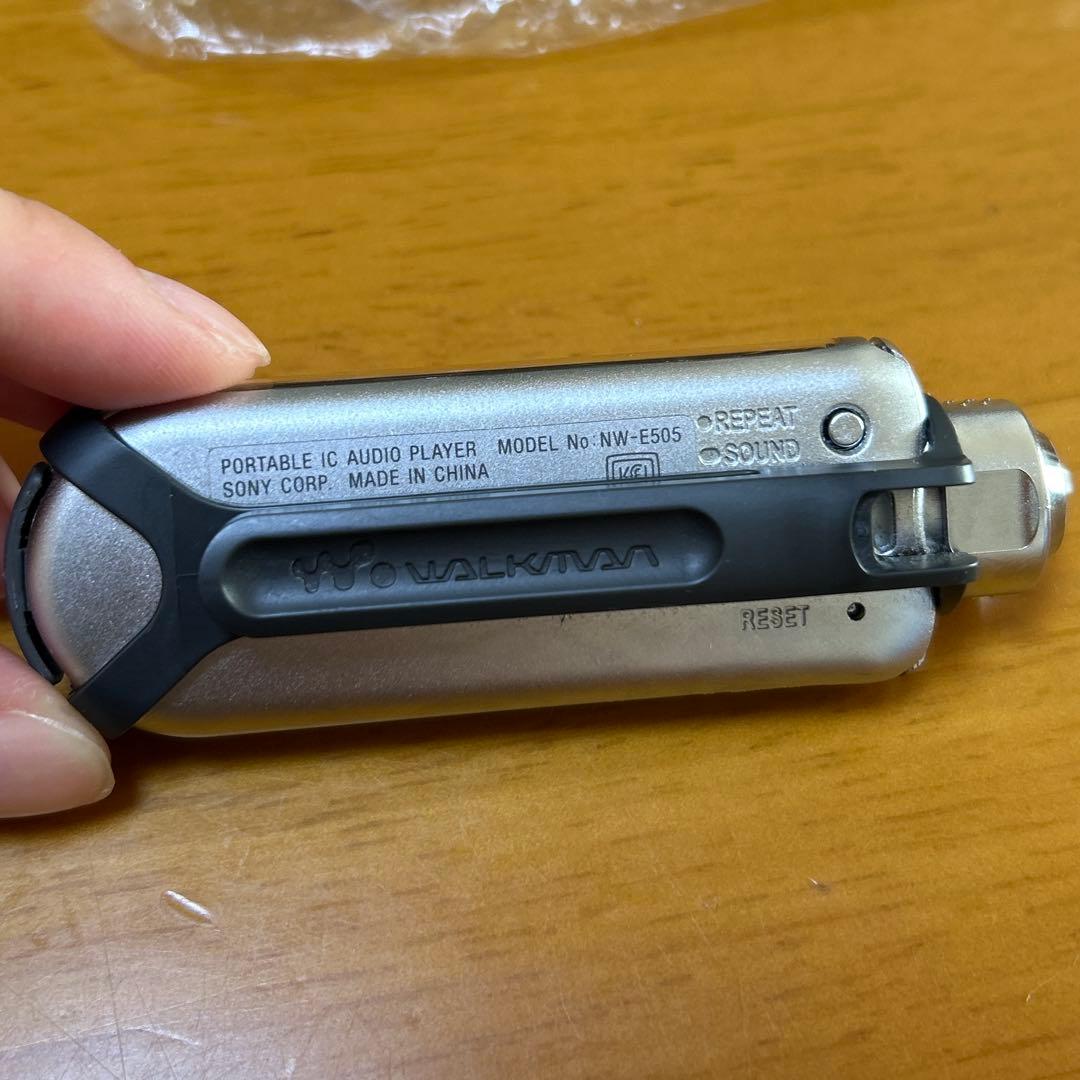 PORTABLE IC AUDIO PLAYER MODEL No.:NW-E505
SONY CORP. MADE IN CHINA
REPEAT
SOUND
WALKMAN
RESET